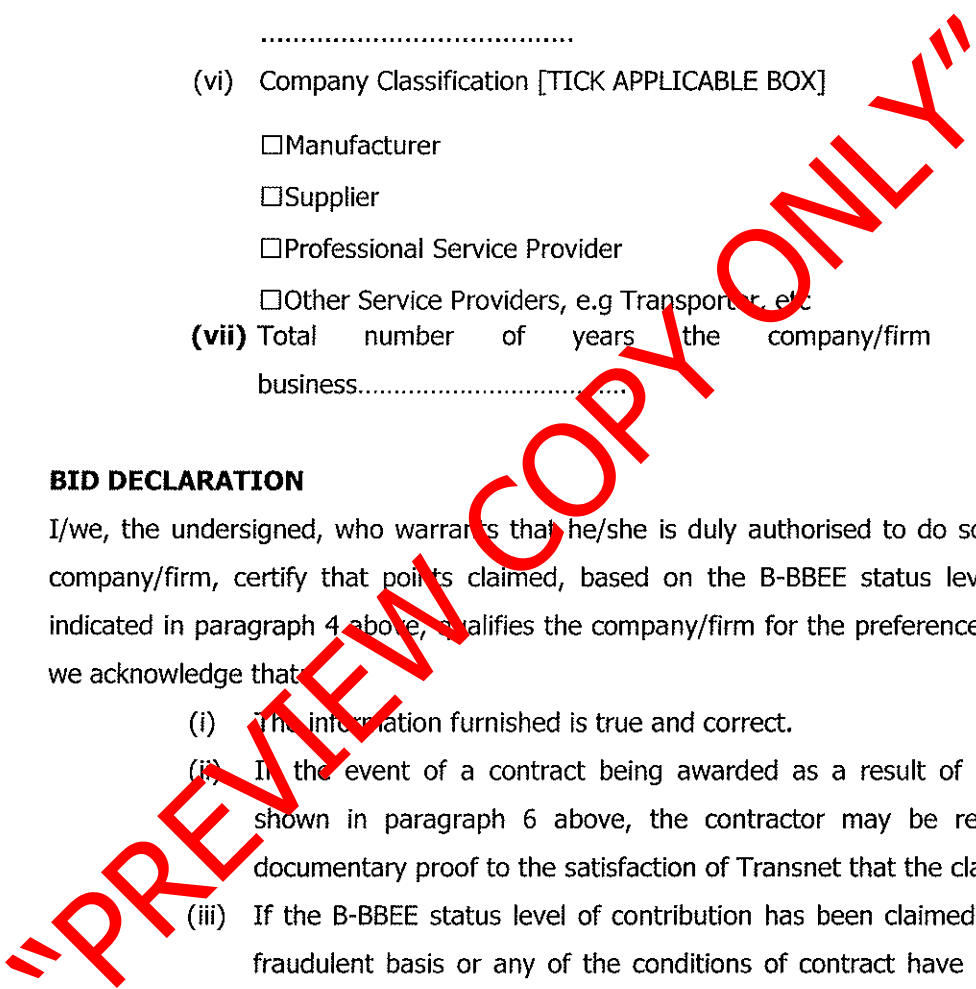 .......................................
(vi) Company Classification [TICK APPLICABLE BOX]
☐Manufacturer
☐Supplier
☐Professional Service Provider
☐Other Service Providers, e.g Transporter, etc
(vii) Total number of years the company/firm
business.....................................
BID DECLARATION
I/we, the undersigned, who warrants that he/she is duly authorised to do so
company/firm, certify that points claimed, based on the B-BBEE status lev
indicated in paragraph 4 above, qualifies the company/firm for the preference
we acknowledge that:
(i) The information furnished is true and correct.
(ii) In the event of a contract being awarded as a result of
shown in paragraph 6 above, the contractor may be re
documentary proof to the satisfaction of Transnet that the cla
(iii) If the B-BBEE status level of contribution has been claimed
fraudulent basis or any of the conditions of contract have
"PREVIEW COPY ONLY"